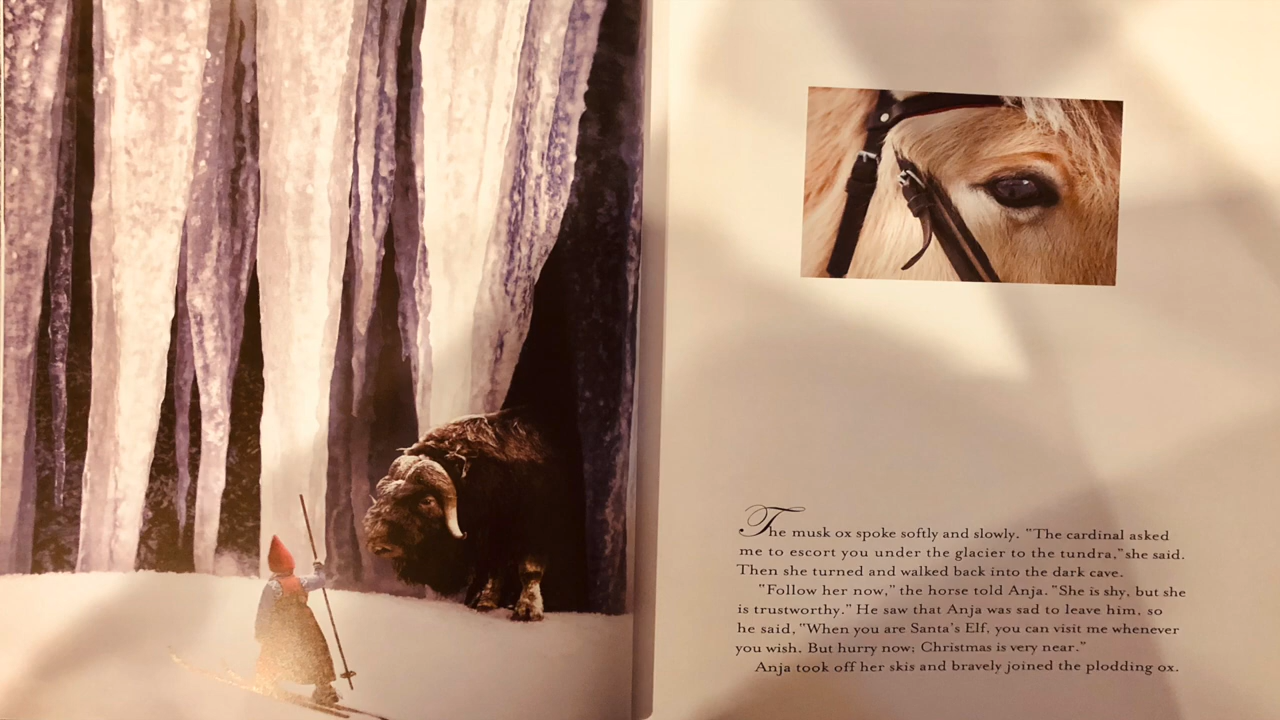 The musk ox spoke softly and slowly. "The cardinal asked
me to escort you under the glacier to the tundra," she said.
Then she turned and walked back into the dark cave.
"Follow her now," the horse told Anja. "She is shy, but she
is trustworthy." He saw that Anja was sad to leave him, so
he said, "When you are Santa's Elf, you can visit me whenever
you wish. But hurry now; Christmas is very near."
Anja took off her skis and bravely joined the plodding ox.